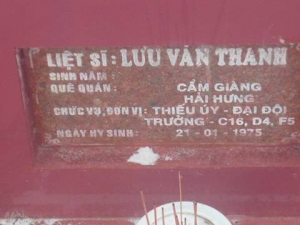 LIỆT SĨ: LƯU VĂN THANH
SINH NĂM :
QUÊ QUÁN : CẨM GIÀNG
HẢI HƯNG
CHỨC VỤ, ĐƠN VỊ : THIẾU ÚY - ĐẠI ĐỘI
TRƯỞNG - C16, D4, F5
NGÀY HY SINH : 21 - 01 - 1975